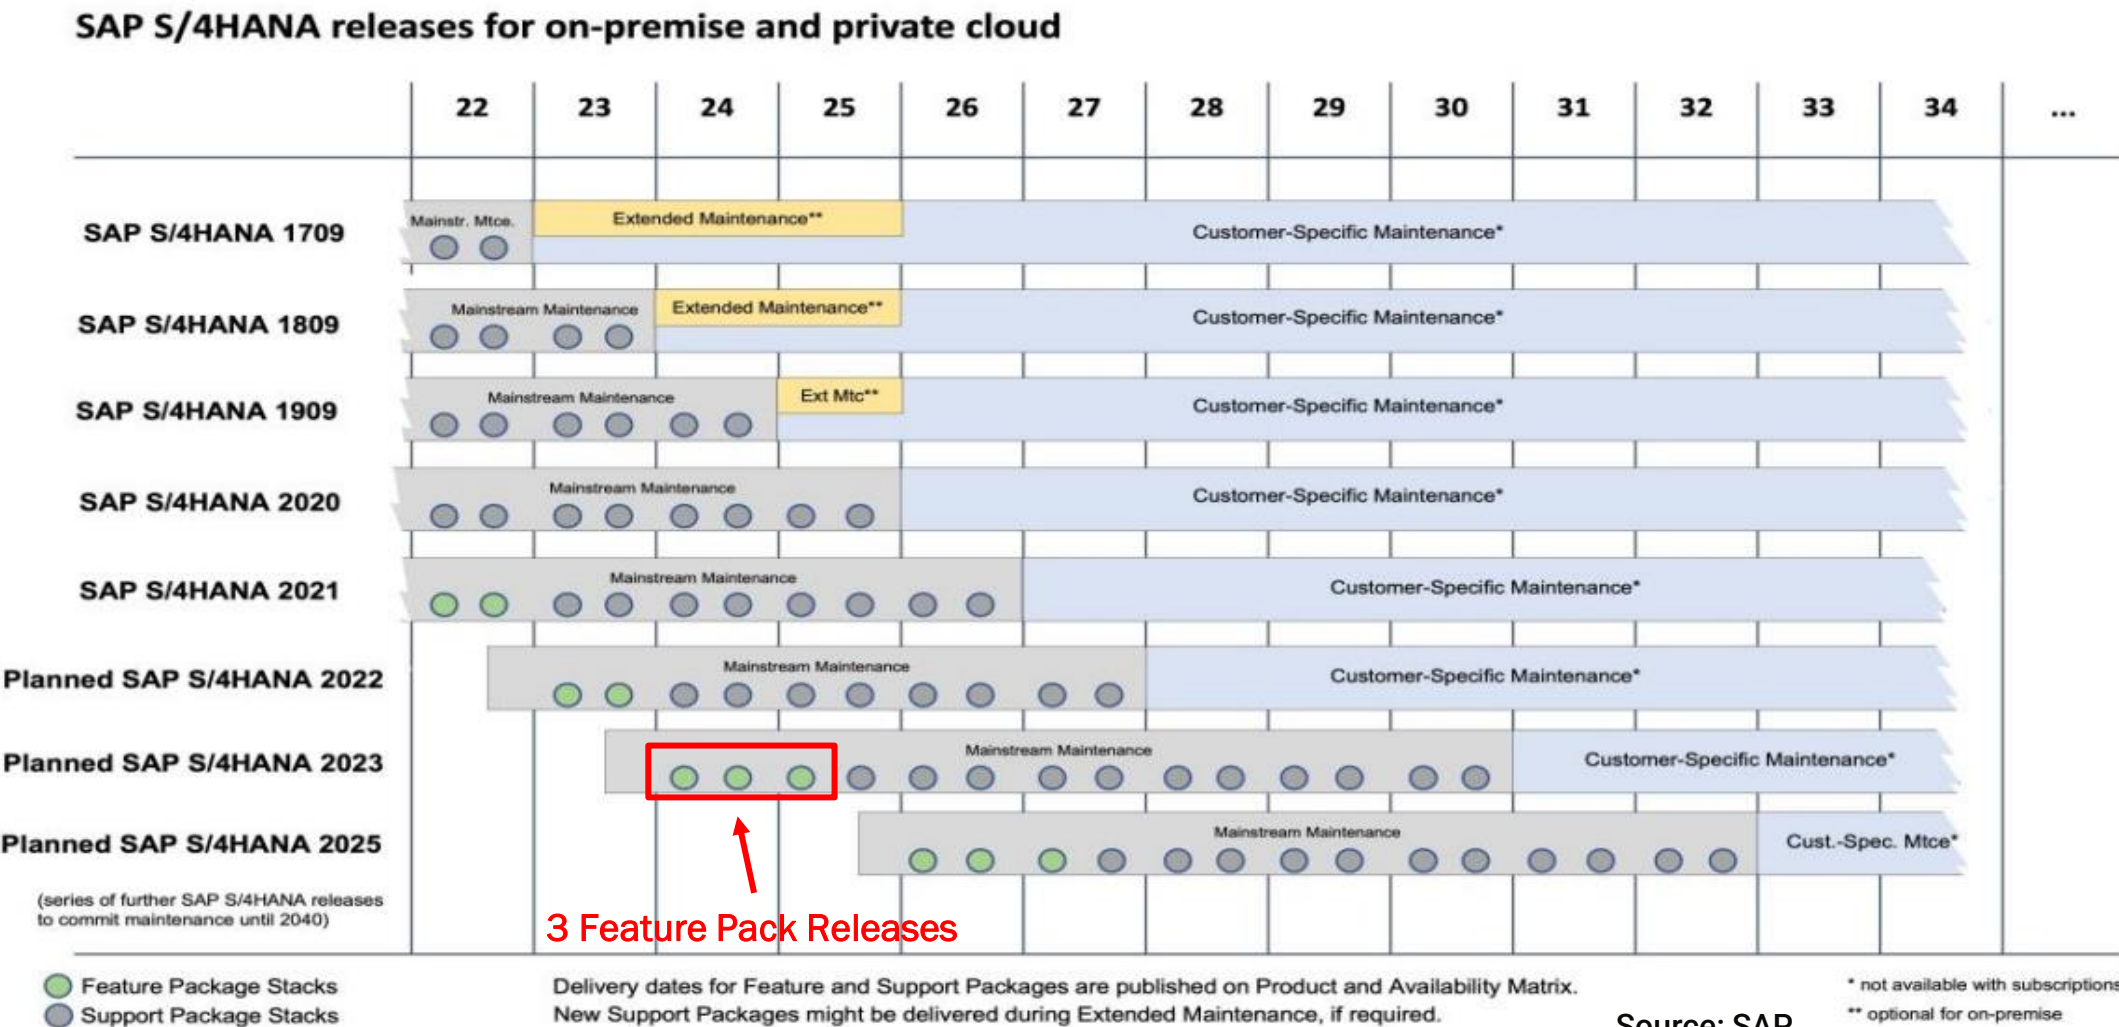 SAP S/4HANA releases for on-premise and private cloud
22 23 24 25 26 27 28 29 30 31 32 33 34 ...
SAP S/4HANA 1709
Mainstr. Mtce.
Extended Maintenance**
Customer-Specific Maintenance*
SAP S/4HANA 1809
Mainstream Maintenance
Extended Maintenance**
Customer-Specific Maintenance*
SAP S/4HANA 1909
Mainstream Maintenance
Ext Mtc**
Customer-Specific Maintenance*
SAP S/4HANA 2020
Mainstream Maintenance
Customer-Specific Maintenance*
SAP S/4HANA 2021
Mainstream Maintenance
Customer-Specific Maintenance*
Planned SAP S/4HANA 2022
Mainstream Maintenance
Customer-Specific Maintenance*
Planned SAP S/4HANA 2023
Mainstream Maintenance
Customer-Specific Maintenance*
Planned SAP S/4HANA 2025
Mainstream Maintenance
Cust.-Spec. Mtce*
(series of further SAP S/4HANA releases
to commit maintenance until 2040)
3 Feature Pack Releases
Feature Package Stacks
Support Package Stacks
Delivery dates for Feature and Support Packages are published on Product and Availability Matrix.
New Support Packages might be delivered during Extended Maintenance, if required.
* not available with subscriptions
** optional for on-premise
Source: SAP